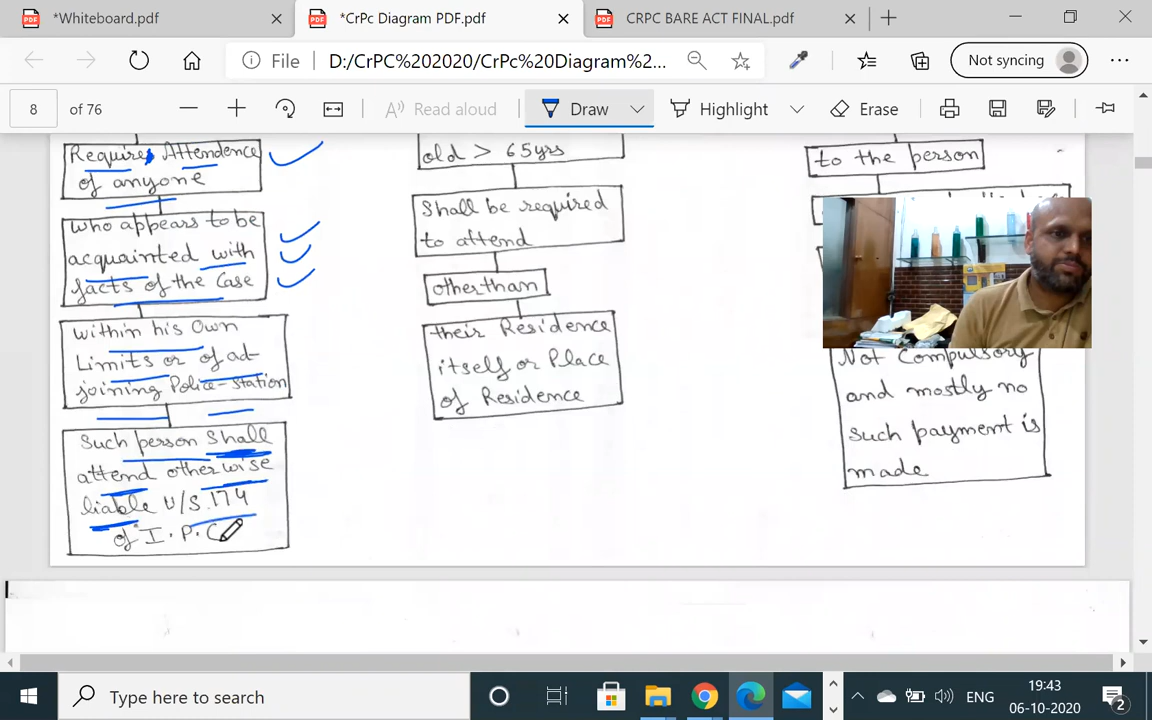 *Whiteboard.pdf
*CrPc Diagram PDF.pdf
CRPC BARE ACT FINAL.pdf
File
D:/CrPC%202020/CrPc%20Diagram%2...
Not syncing
8
of 76
Read aloud
Draw
Highlight
Erase
Requires Attendence
of anyone
who appears to be
acquainted with
facts of the Case
within his Own
Limits or of ad-
joining Police-Station
Such person Shall
attend otherwise
liable U/S.174
of I.P.C
old > 65yrs
Shall be required
to attend
otherthan
their Residence
itself or Place
of Residence
to the person
Not Compulsory
and mostly no
such payment is
made
Type here to search
ENG
19:43
06-10-2020
2